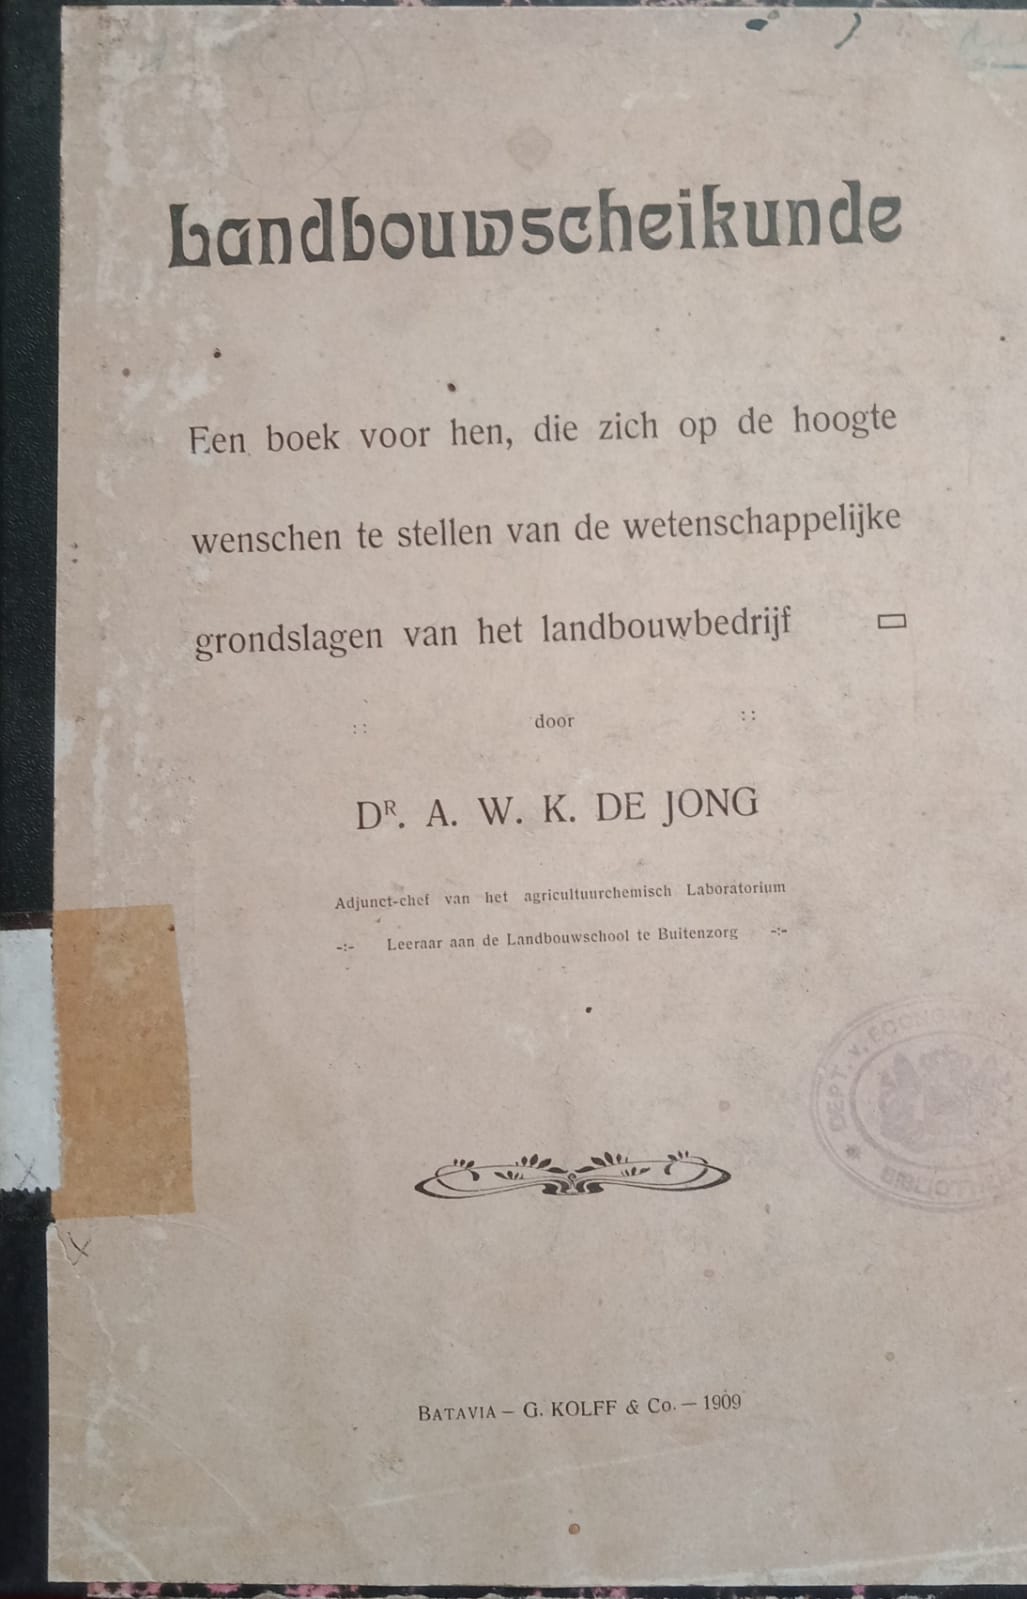 Landbouwscheikunde
Een boek voor hen, die zich op de hoogte
wenschen te stellen van de wetenschappelijke
grondslagen van het landbouwbedrijf
:: door ::
DR. A. W. K. DE JONG
Adjunct-chef van het agricultuurchemisch Laboratorium
-:- Leeraar aan de Landbouwschool te Buitenzorg -:-
DEPT. v. ECONOMISCHE
BATAVIA – G. KOLFF & Co. – 1909